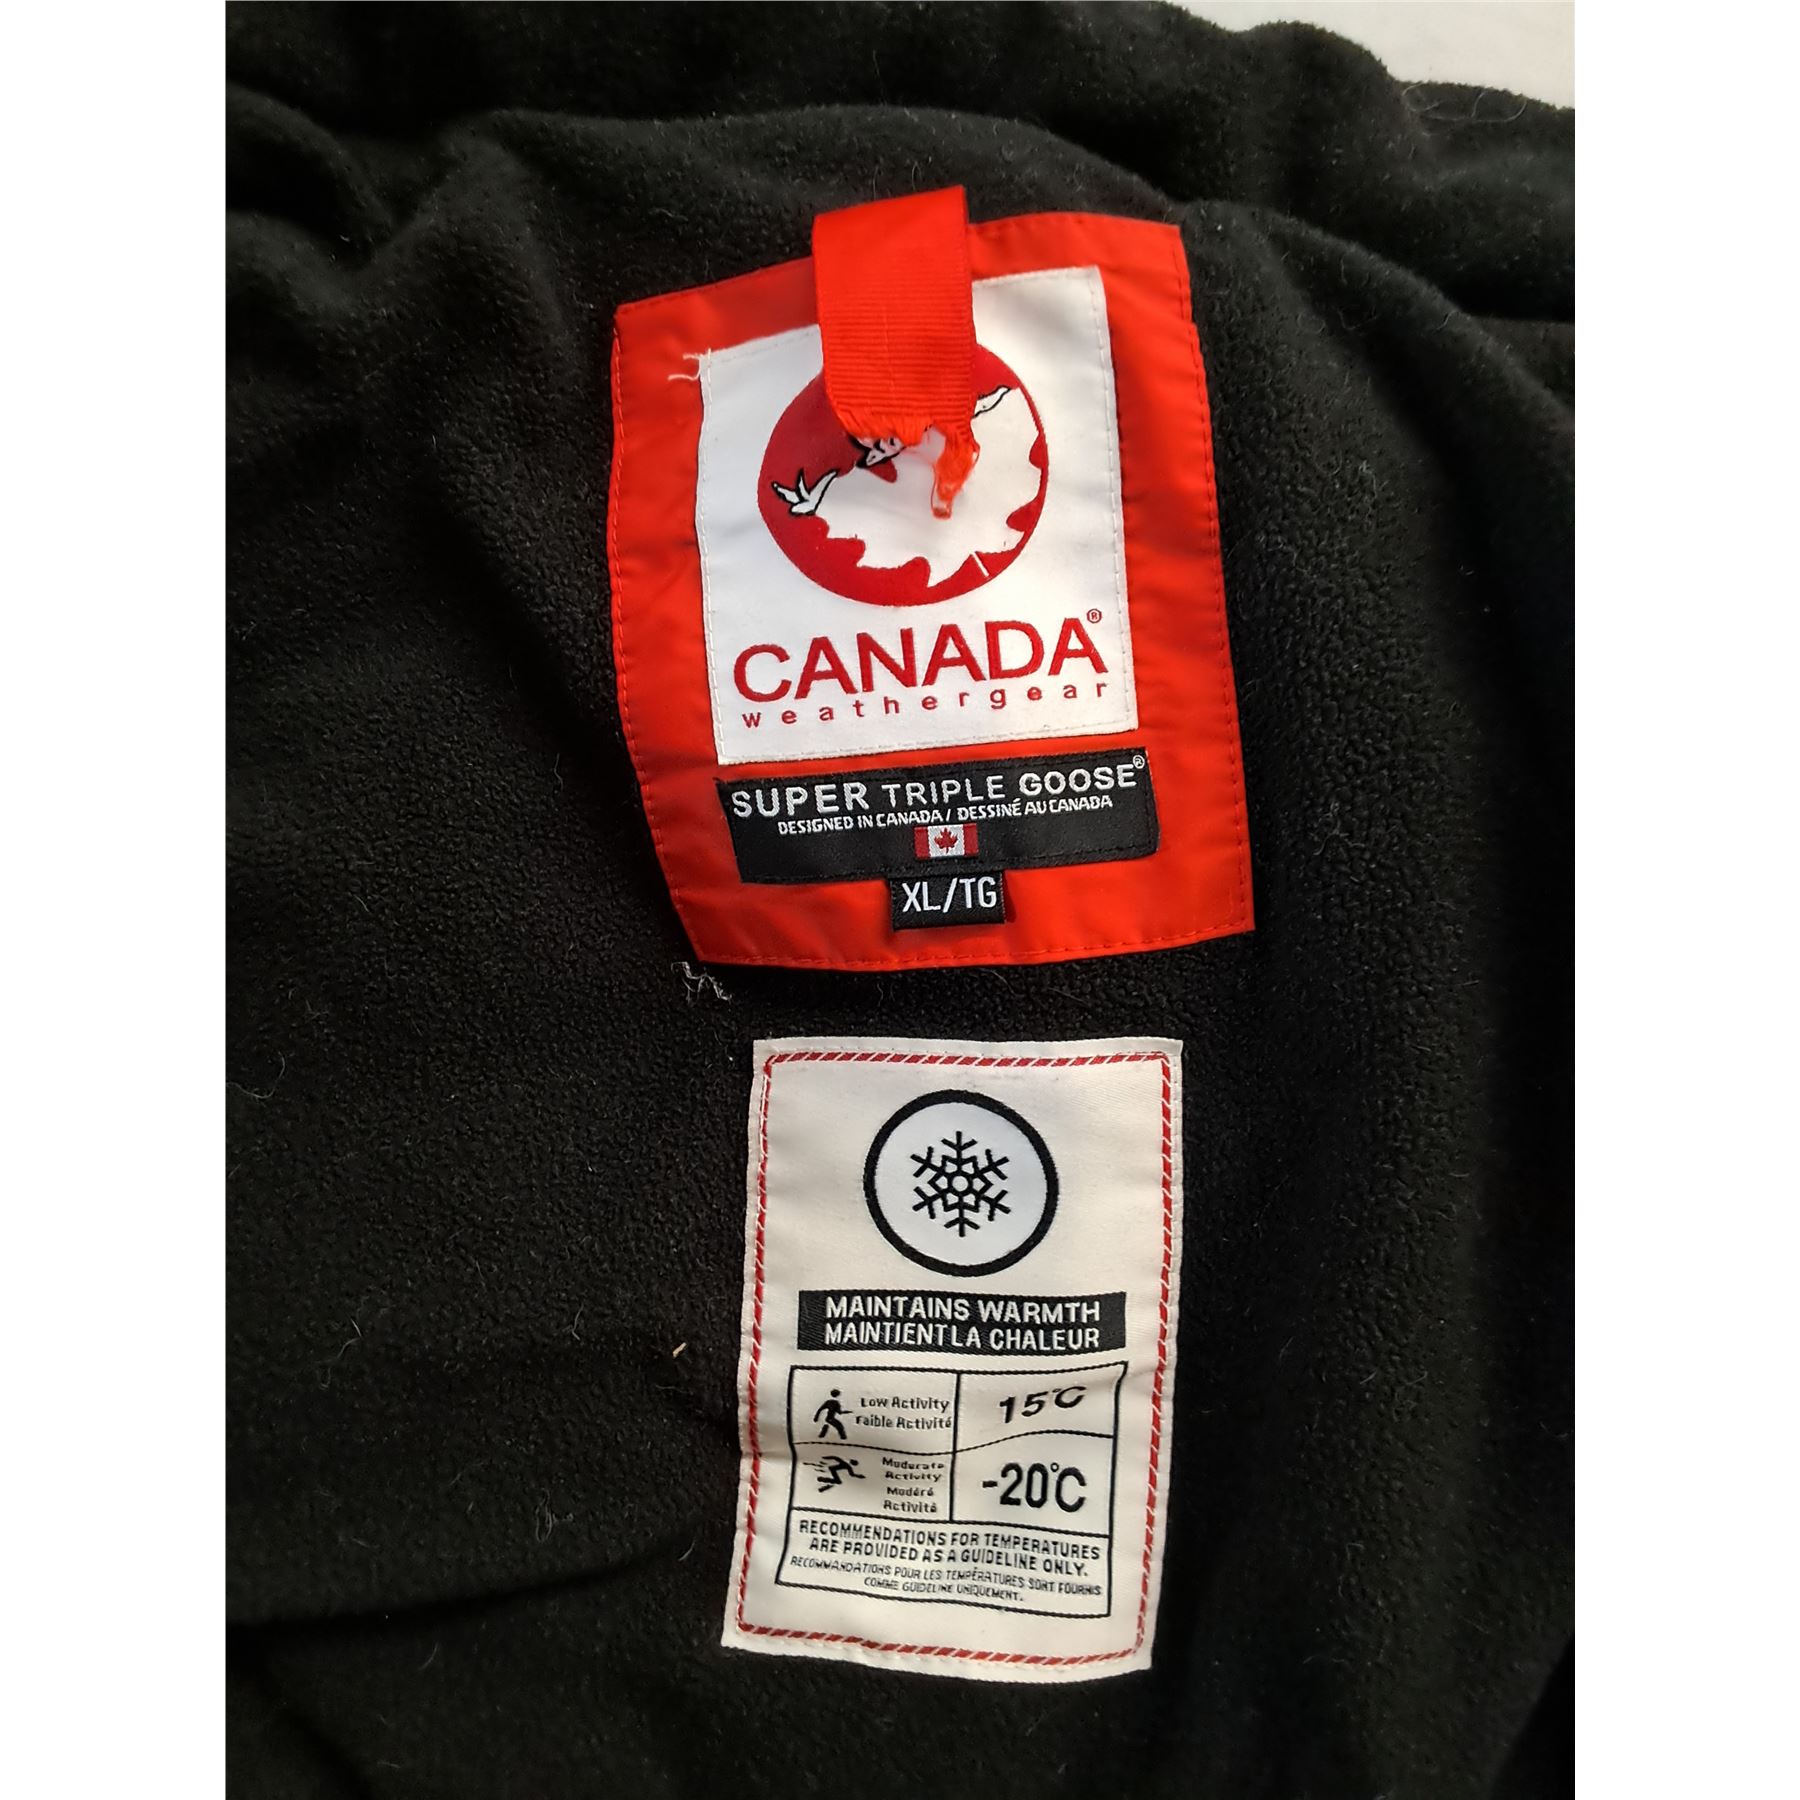 CANADA®
weathergear
SUPER TRIPLE GOOSE®
DESIGNED IN CANADA / DESSINÉ AU CANADA
XL/TG
MAINTAINS WARMTH
MAINTIENT LA CHALEUR
Low Activity
Faible Activité
15°C
Moderate
Activity
Modéré
Activité
-20°C
RECOMMENDATIONS FOR TEMPERATURES
ARE PROVIDED AS A GUIDELINE ONLY.
RECOMMANDATIONS POUR LES TEMPÉRATURES SONT FOURNIS
COMME GUIDELINE UNIQUEMENT.